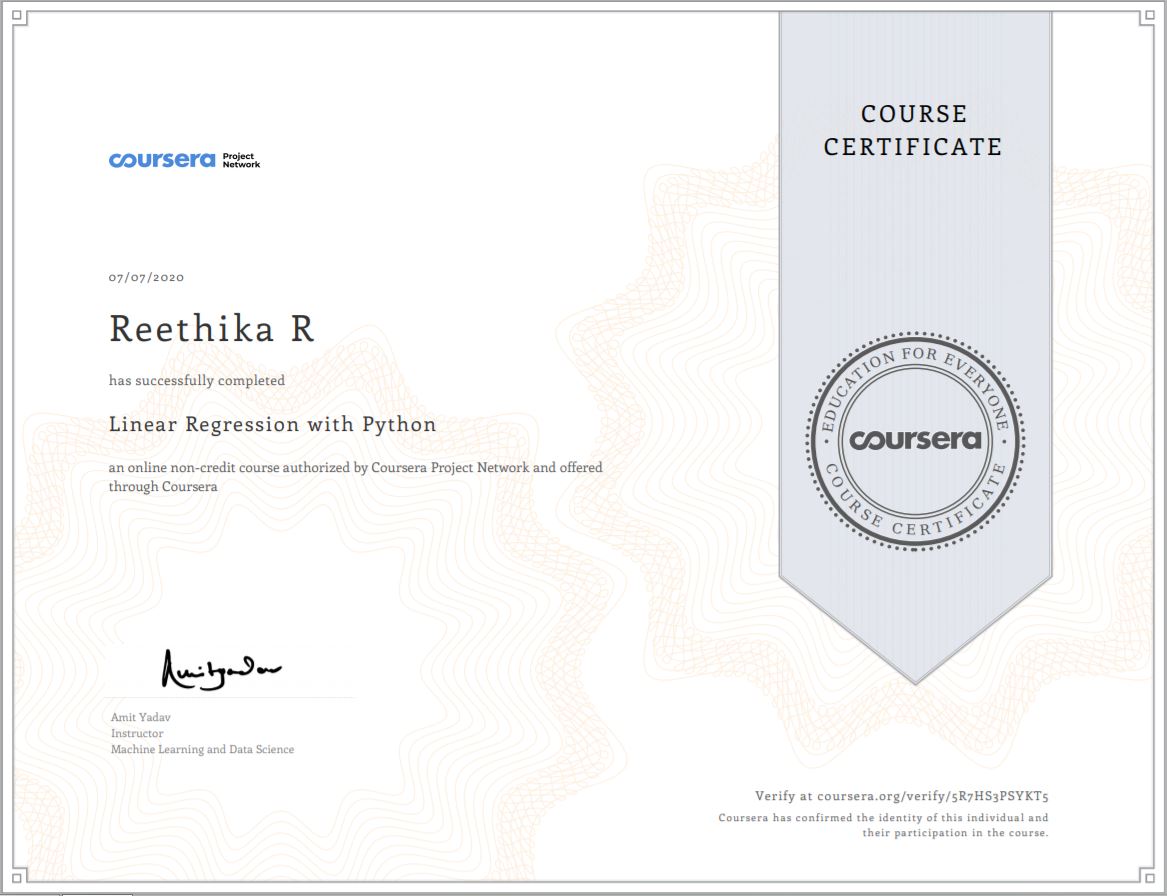 COURSE
CERTIFICATE
coursera Project
Network
07/07/2020
Reethika R
has successfully completed
Linear Regression with Python
an online non-credit course authorized by Coursera Project Network and offered
through Coursera
EDUCATION FOR EVERYONE
coursera
COURSE CERTIFICATE
Amityadav
Amit Yadav
Instructor
Machine Learning and Data Science
Verify at coursera.org/verify/5R7HS3PSYKT5
Coursera has confirmed the identity of this individual and
their participation in the course.